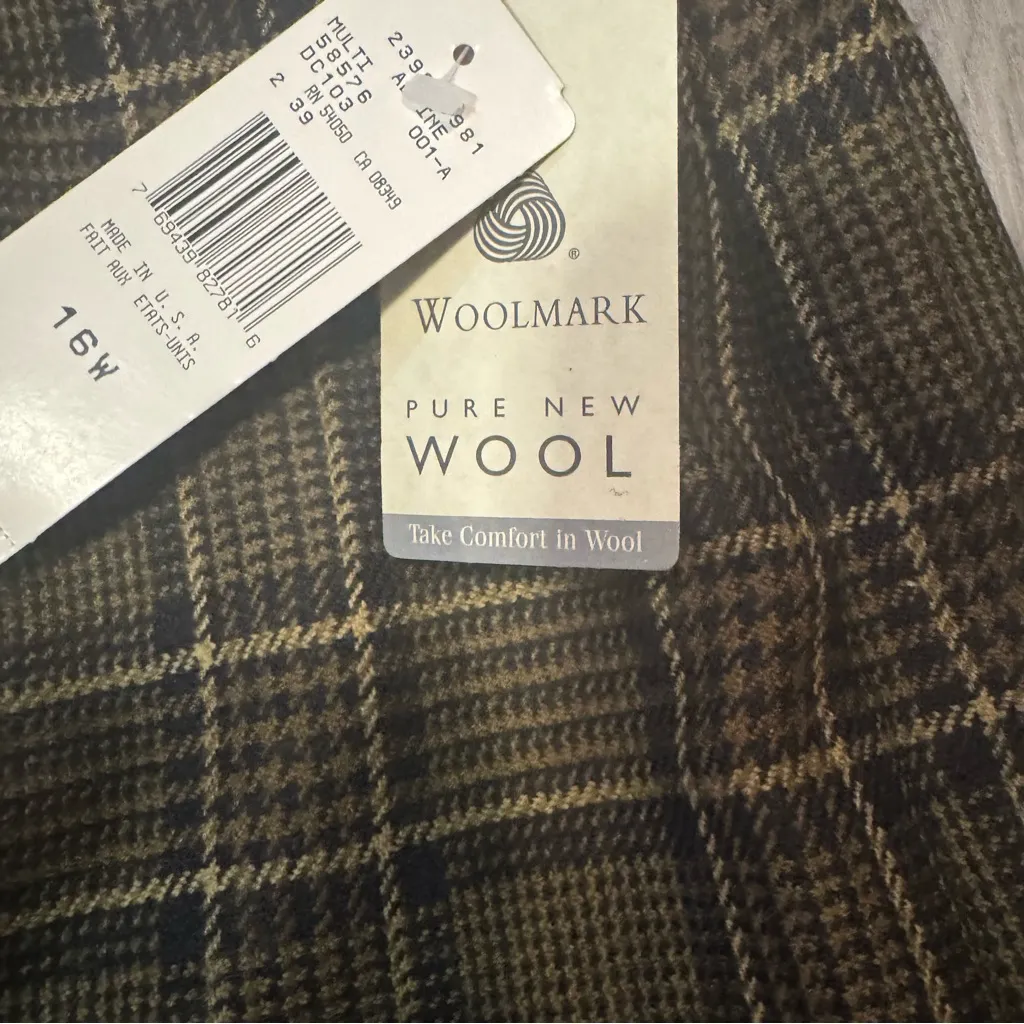 MULTI
58576
DC103
RN 54050 CA 08349
2 39
001-A
7 69439 82781 6
MADE IN U. S. A.
FAIT AUX ETATS-UNIS
16W
®
WOOLMARK
PURE NEW
WOOL
Take Comfort in Wool